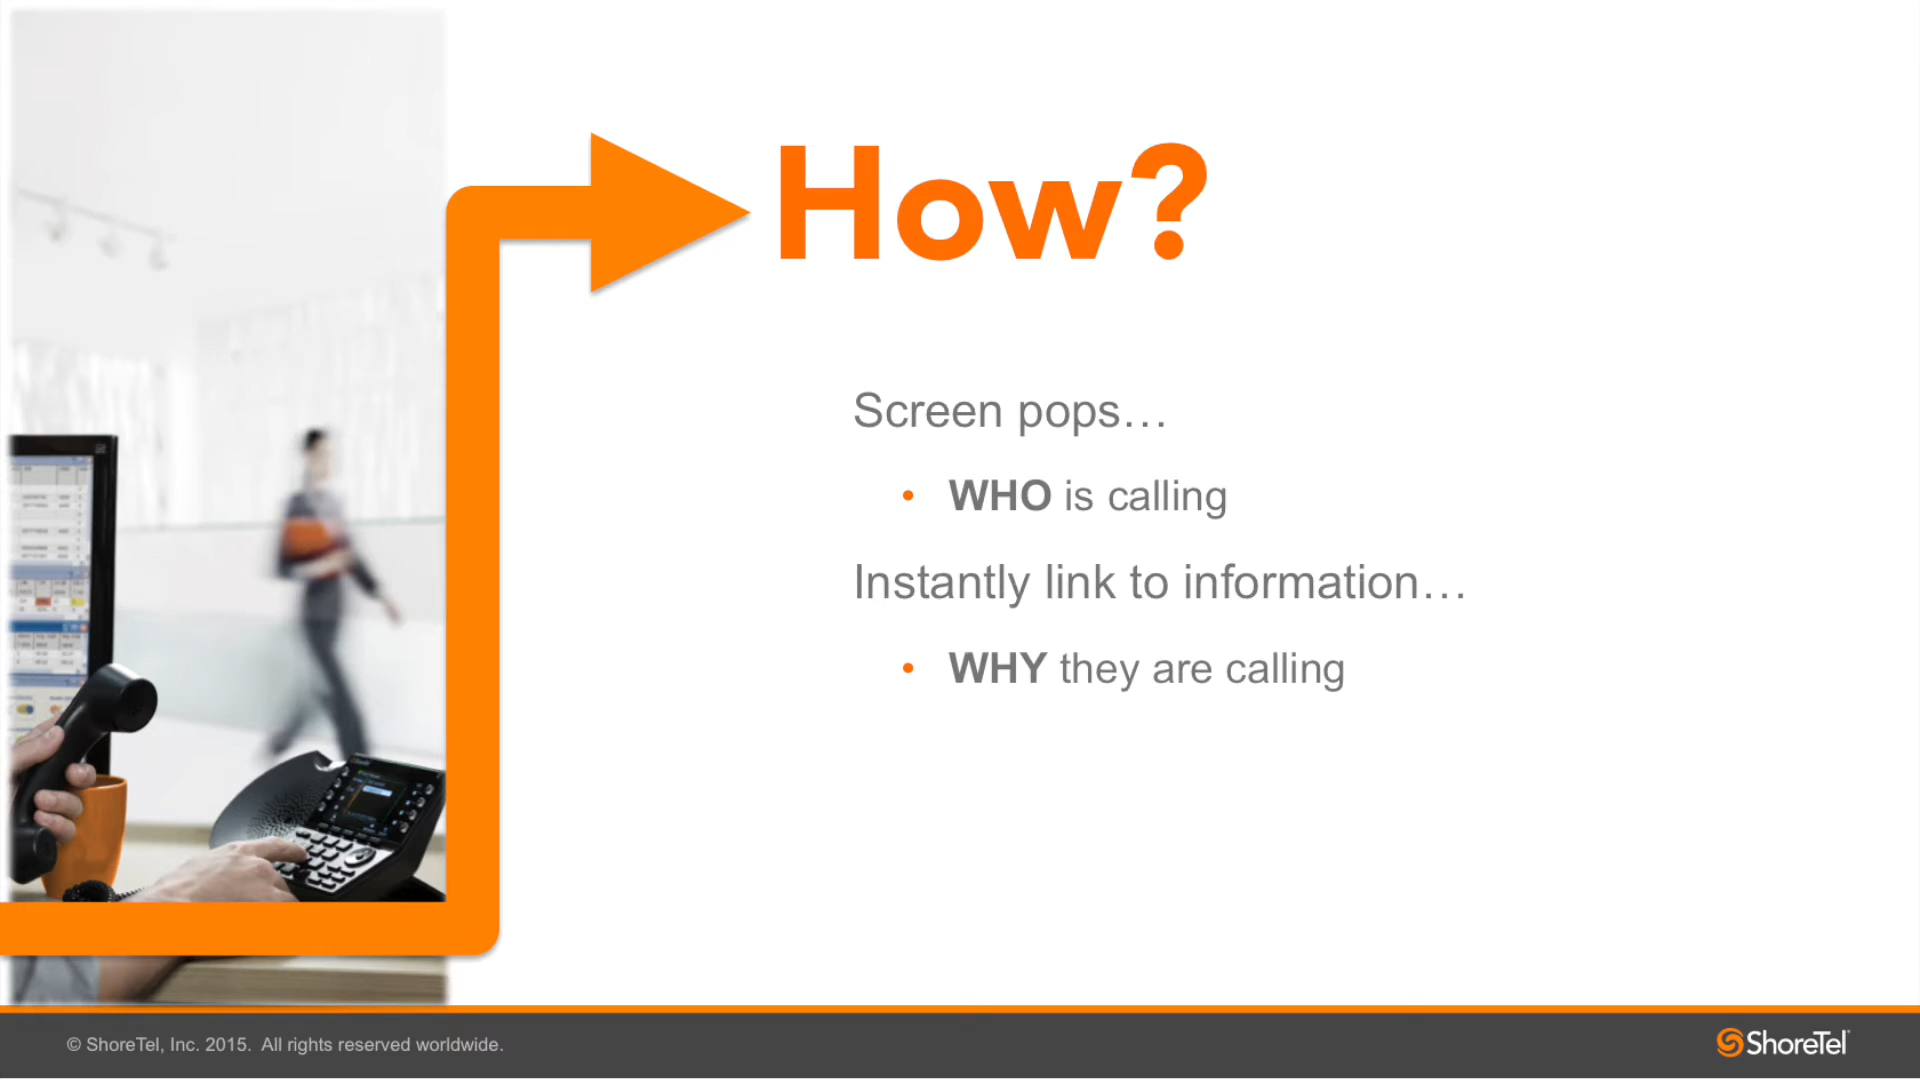 How?
Screen pops…
• WHO is calling
Instantly link to information…
• WHY they are calling
© ShoreTel, Inc. 2015. All rights reserved worldwide.
ShoreTel